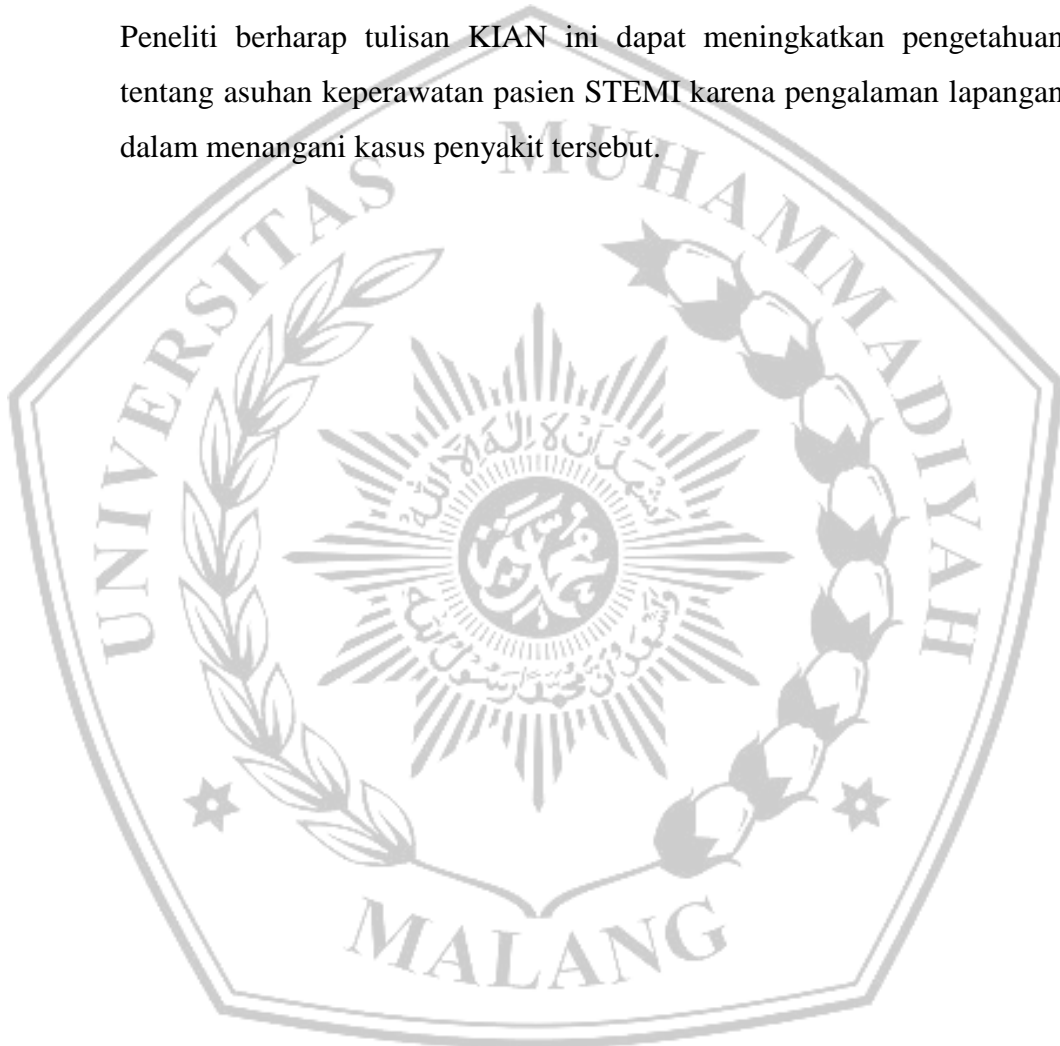 Peneliti berharap tulisan KIAN ini dapat meningkatkan pengetahuan
tentang asuhan keperawatan pasien STEMI karena pengalaman lapangan
dalam menangani kasus penyakit tersebut.
UNIVERSITAS MUHAMMADIYAH
MALANG